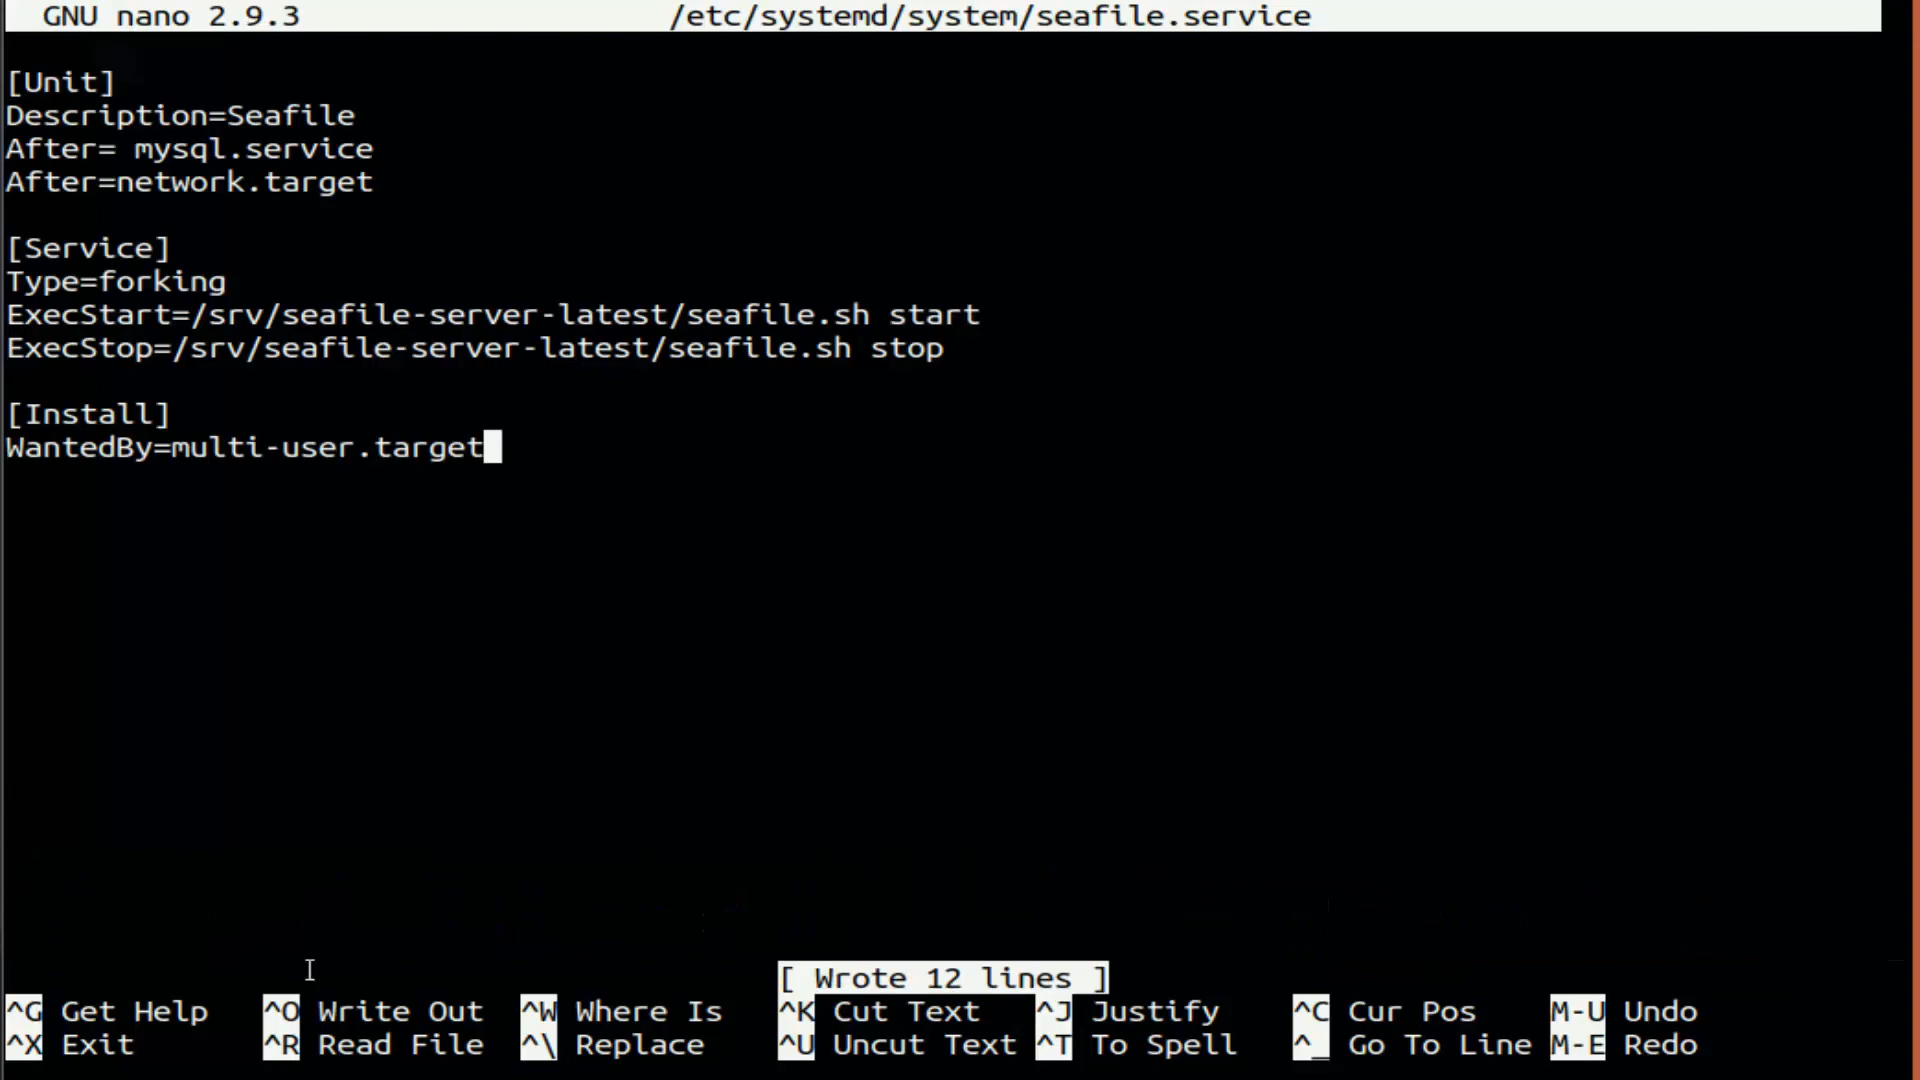 GNU nano 2.9.3 /etc/systemd/system/seafile.service
[Unit]
Description=Seafile
After= mysql.service
After=network.target
[Service]
Type=forking
ExecStart=/srv/seafile-server-latest/seafile.sh start
ExecStop=/srv/seafile-server-latest/seafile.sh stop
[Install]
WantedBy=multi-user.target
[ Wrote 12 lines ]
^G Get Help ^O Write Out ^W Where Is ^K Cut Text ^J Justify ^C Cur Pos M-U Undo
^X Exit ^R Read File ^\ Replace ^U Uncut Text ^T To Spell ^_ Go To Line M-E Redo